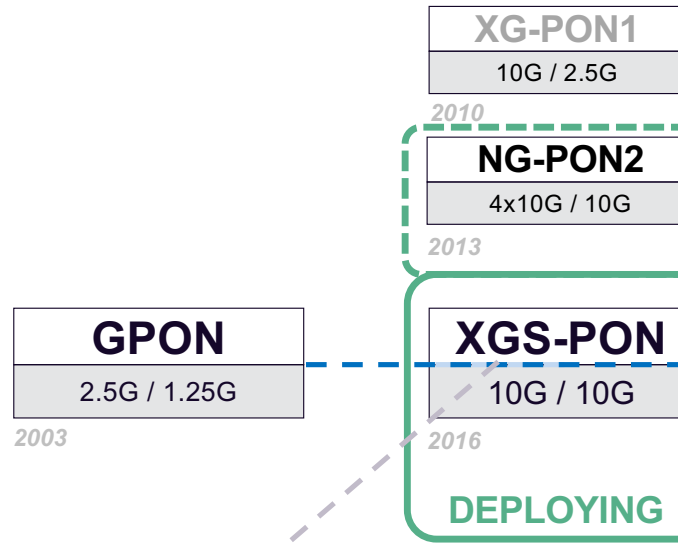 XG-PON1
10G / 2.5G
2010
NG-PON2
4x10G / 10G
2013
GPON
2.5G / 1.25G
2003
XGS-PON
10G / 10G
2016
DEPLOYING